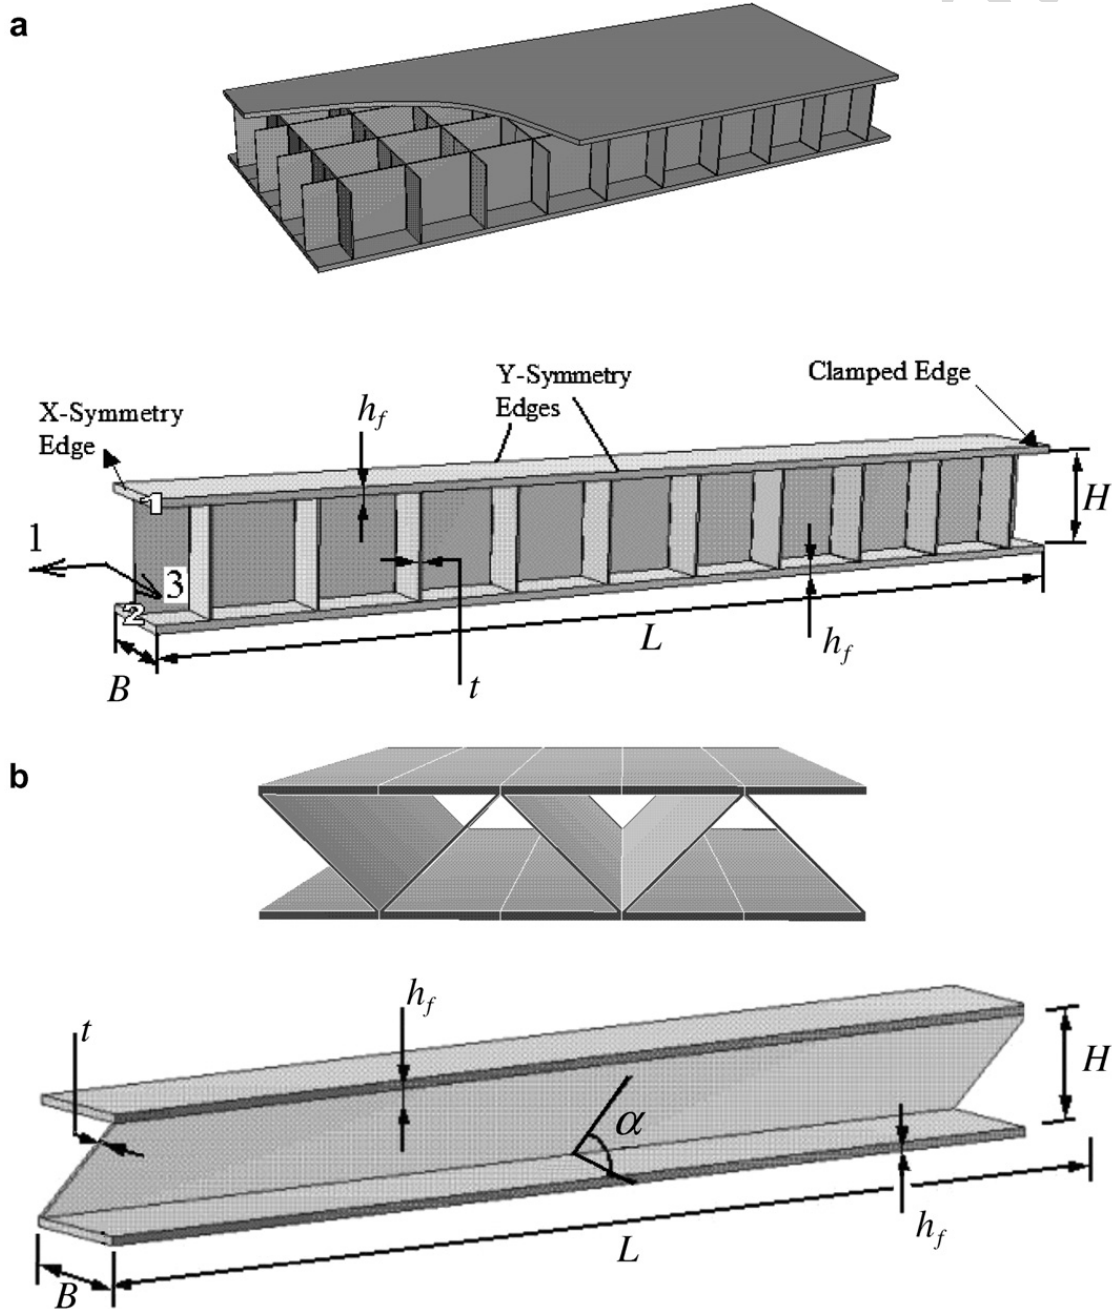 a
X-Symmetry
Edge
h_f
Y-Symmetry
Edges
Clamped Edge
H
1
1
3
2
B
L
h_f
t
b
t
h_f
H
α
h_f
L
B